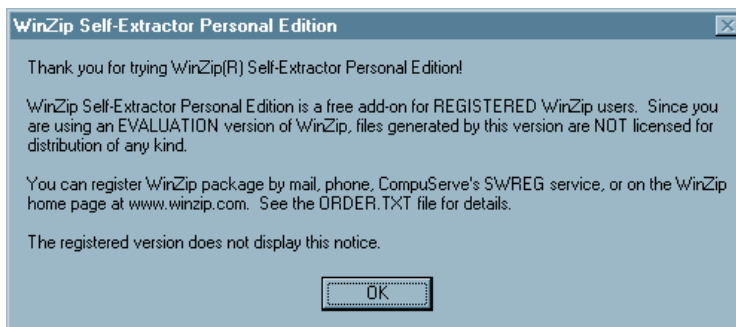 WinZip Self-Extractor Personal Edition
Thank you for trying WinZip(R) Self-Extractor Personal Edition!
WinZip Self-Extractor Personal Edition is a free add-on for REGISTERED WinZip users.  Since you
are using an EVALUATION version of WinZip, files generated by this version are NOT licensed for
distribution of any kind.
You can register WinZip package by mail, phone, CompuServe's SWREG service, or on the WinZip
home page at www.winzip.com.  See the ORDER.TXT file for details.
The registered version does not display this notice.
OK